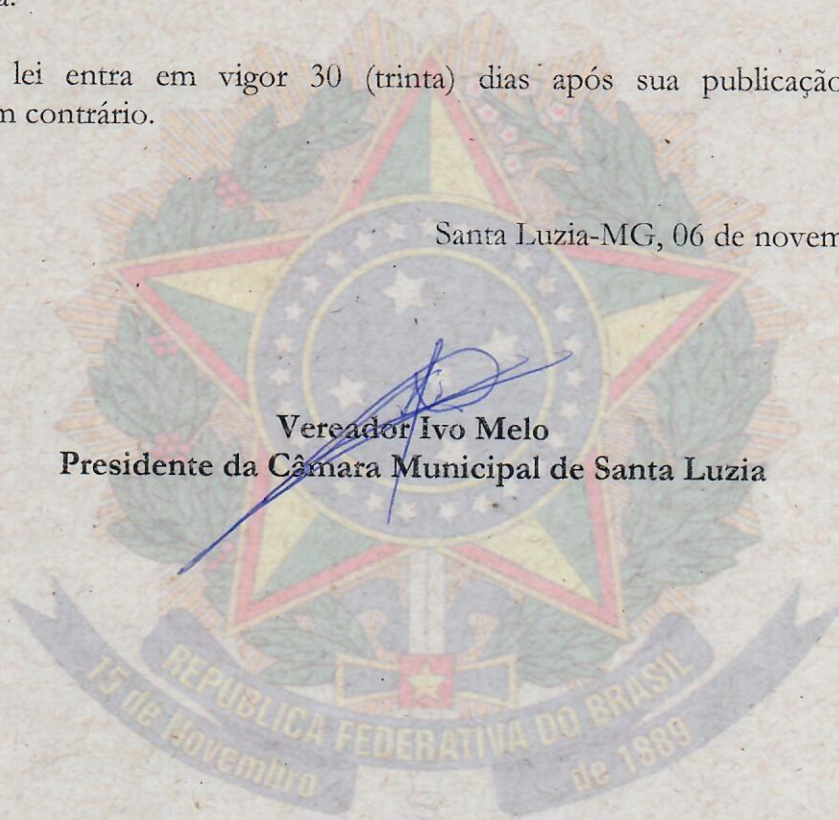 a.
lei entra em vigor 30 (trinta) dias após sua publicação
m contrário.
Santa Luzia-MG, 06 de novem
Vereador Ivo Melo
Presidente da Câmara Municipal de Santa Luzia
REPUBLICA FEDERATIVA DO BRASIL
15 de Novembro de 1889